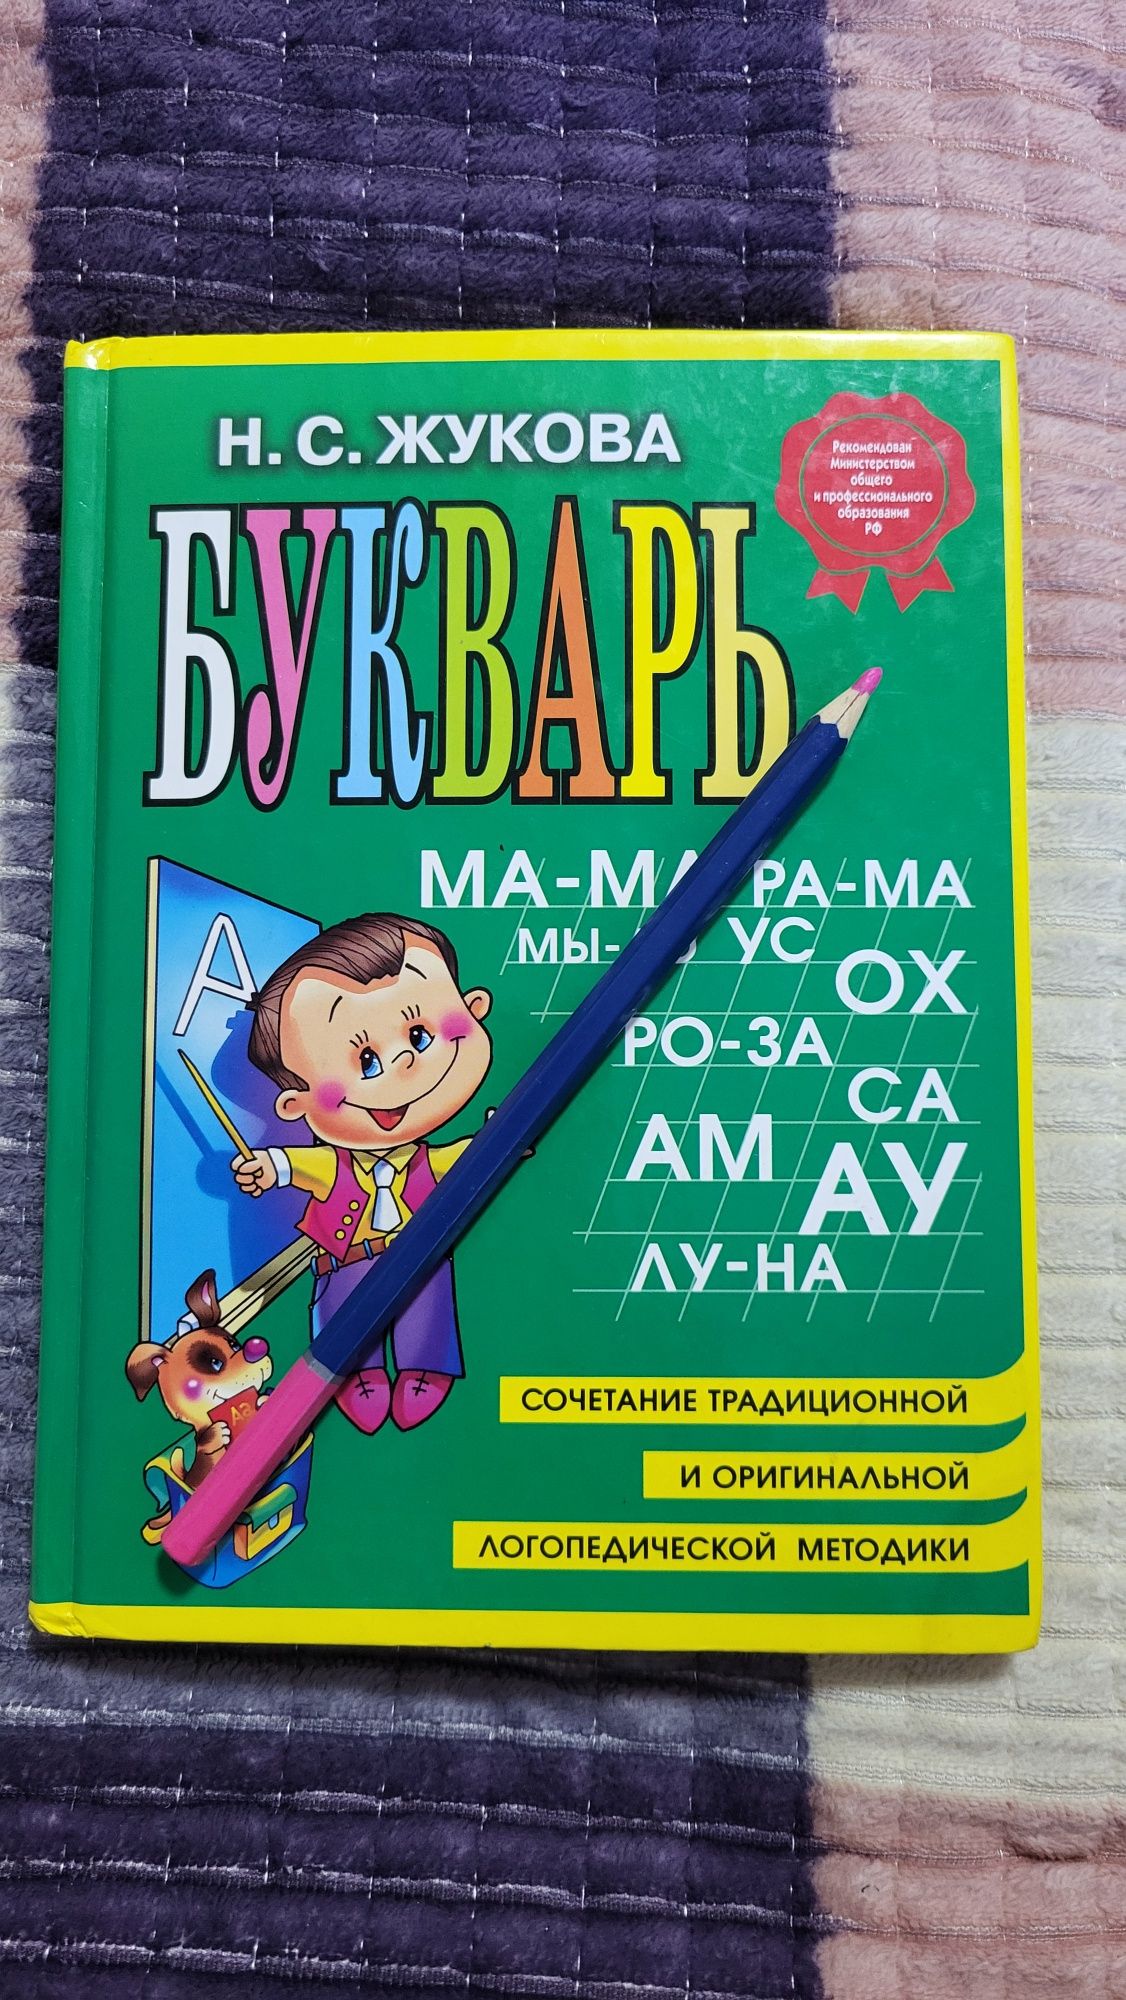 Н. С. ЖУКОВА
Рекомендован
Министерством
общего
и профессионального
образования
РФ
БУКВАРЬ
МА-МА РА-МА
УС
ОХ
РО-ЗА
СА
АМ
АУ
ЛУ-НА
А
Аа
СОЧЕТАНИЕ ТРАДИЦИОННОЙ
И ОРИГИНАЛЬНОЙ
ЛОГОПЕДИЧЕСКОЙ МЕТОДИКИ